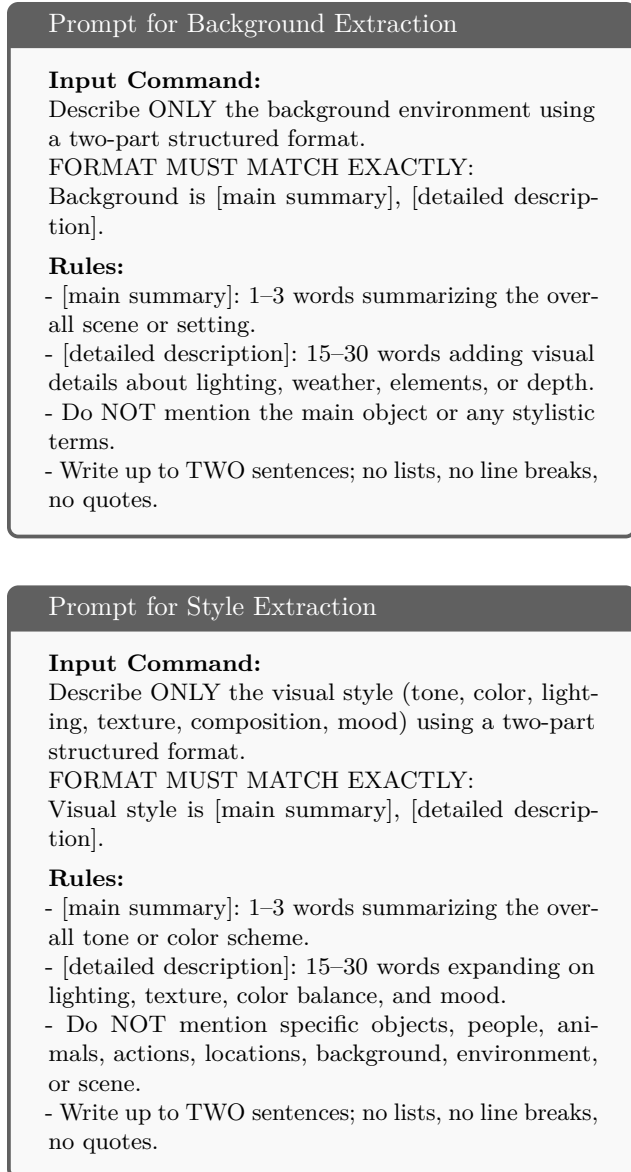 Prompt for Background Extraction
Input Command:
Describe ONLY the background environment using
a two-part structured format.
FORMAT MUST MATCH EXACTLY:
Background is [main summary], [detailed descrip-
tion].
Rules:
- [main summary]: 1–3 words summarizing the over-
all scene or setting.
- [detailed description]: 15–30 words adding visual
details about lighting, weather, elements, or depth.
- Do NOT mention the main object or any stylistic
terms.
- Write up to TWO sentences; no lists, no line breaks,
no quotes.
Prompt for Style Extraction
Input Command:
Describe ONLY the visual style (tone, color, light-
ing, texture, composition, mood) using a two-part
structured format.
FORMAT MUST MATCH EXACTLY:
Visual style is [main summary], [detailed descrip-
tion].
Rules:
- [main summary]: 1–3 words summarizing the over-
all tone or color scheme.
- [detailed description]: 15–30 words expanding on
lighting, texture, color balance, and mood.
- Do NOT mention specific objects, people, ani-
mals, actions, locations, background, environment,
or scene.
- Write up to TWO sentences; no lists, no line breaks,
no quotes.